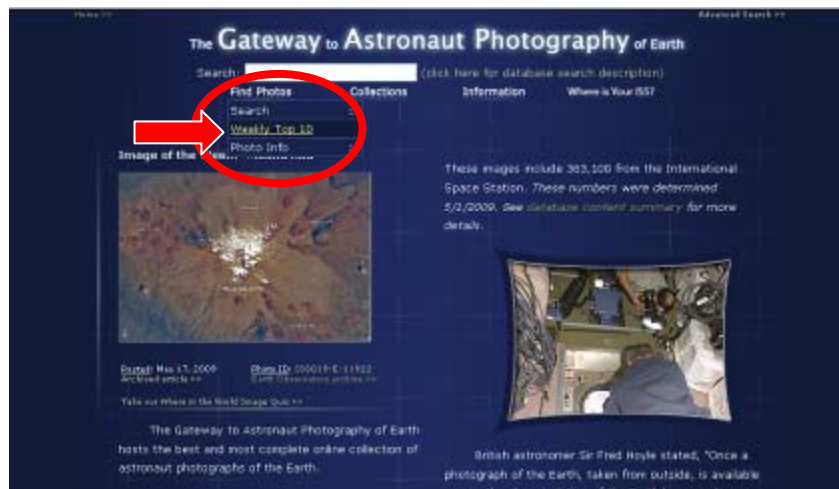 Home >>
Advanced Search >>
The Gateway to Astronaut Photography of Earth
Search:
(click here for database search description)
Find Photos
Collections
Information
Where is Your ISS?
Search
Weekly Top 10
Photo Info
Image of the
These images include 363,100 from the International
Space Station. These numbers were determined
5/1/2009. See database content summary for more
details.
Posted: May 17, 2009
Photo ID:
Archived article >>
Earth Observatory archive >>
Take our Where in the World Image Quiz >>
The Gateway to Astronaut Photography of Earth
hosts the best and most complete online collection of
astronaut photographs of the Earth.
British astronomer Sir Fred Hoyle stated, "Once a
photograph of the Earth, taken from outside, is available